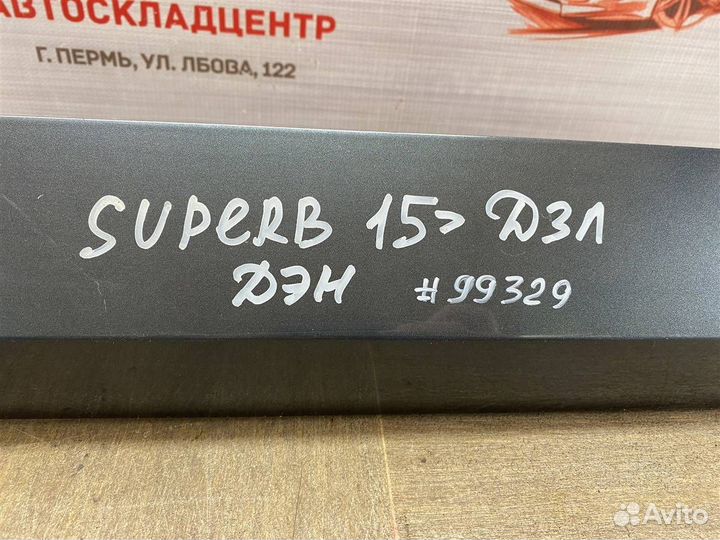 АВТОСКЛАДЦЕНТР
Г. ПЕРМЬ, УЛ. ЛБОВА, 122
SUPERB 15> ДЗЛ
ДЭН #99329
Avito